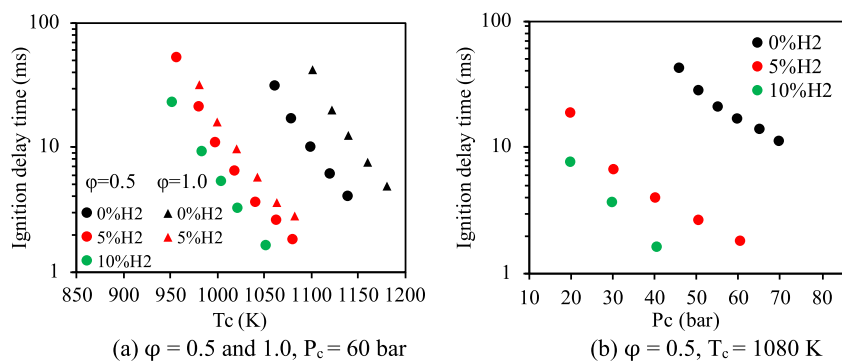 100
10
1
Ignition delay time (ms)
φ=0.5 φ=1.0
0%H2 0%H2
5%H2 5%H2
10%H2
850 900 950 1000 1050 1100 1150 1200
Tc (K)
(a) φ = 0.5 and 1.0, Pc = 60 bar
100
10
1
Ignition delay time (ms)
0%H2
5%H2
10%H2
10 20 30 40 50 60 70 80
Pc (bar)
(b) φ = 0.5, Tc = 1080 K